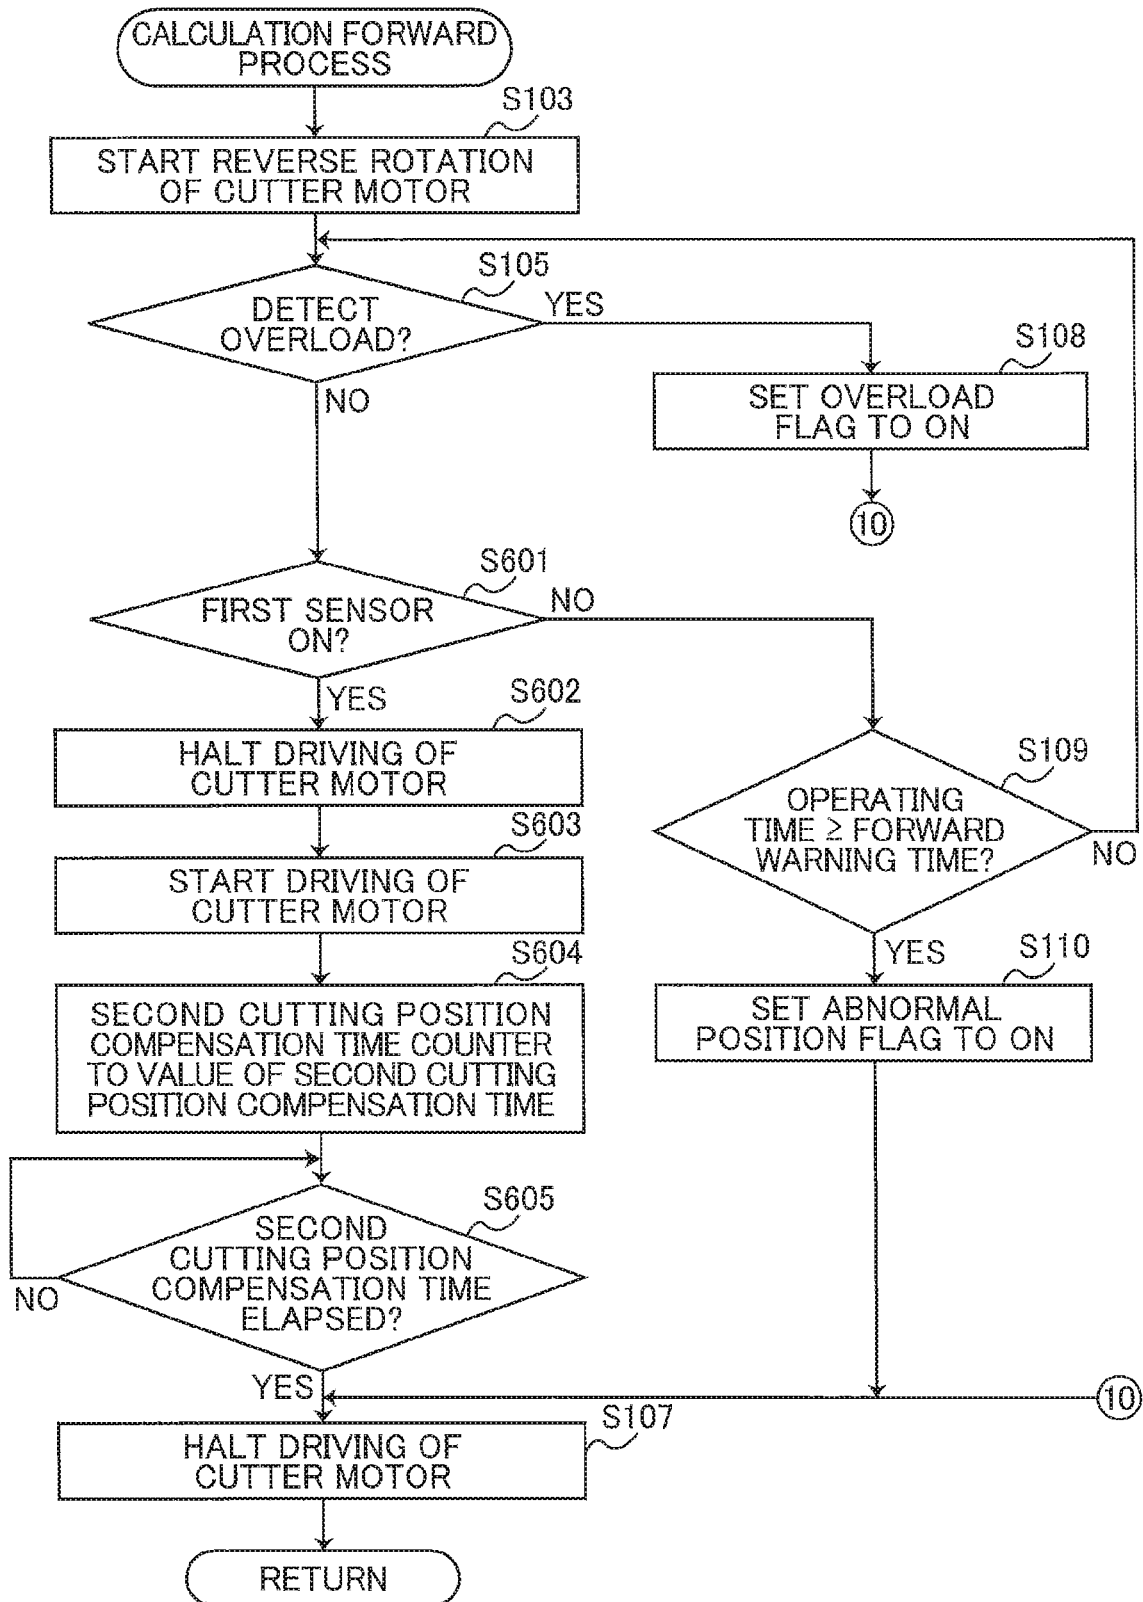 CALCULATION FORWARD
PROCESS
S103
START REVERSE ROTATION
OF CUTTER MOTOR
S105
DETECT
OVERLOAD?
YES
NO
S108
SET OVERLOAD
FLAG TO ON
10
S601
FIRST SENSOR
ON?
NO
YES
S602
HALT DRIVING OF
CUTTER MOTOR
S109
OPERATING
TIME ≥ FORWARD
WARNING TIME?
NO
YES
S603
START DRIVING OF
CUTTER MOTOR
S604
SECOND CUTTING POSITION
COMPENSATION TIME COUNTER
TO VALUE OF SECOND CUTTING
POSITION COMPENSATION TIME
S110
SET ABNORMAL
POSITION FLAG TO ON
S605
SECOND
CUTTING POSITION
COMPENSATION TIME
ELAPSED?
NO
YES
10
S107
HALT DRIVING OF
CUTTER MOTOR
RETURN